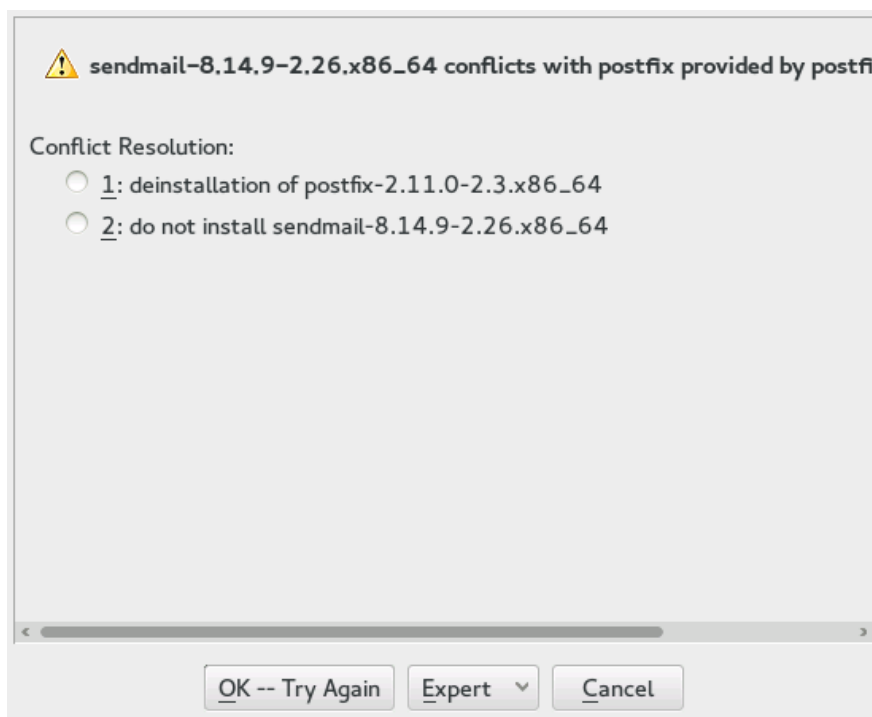 sendmail-8.14.9-2.26.x86_64 conflicts with postfix provided by postfi
Conflict Resolution:
1: deinstallation of postfix-2.11.0-2.3.x86_64
2: do not install sendmail-8.14.9-2.26.x86_64
OK -- Try Again
Expert
Cancel